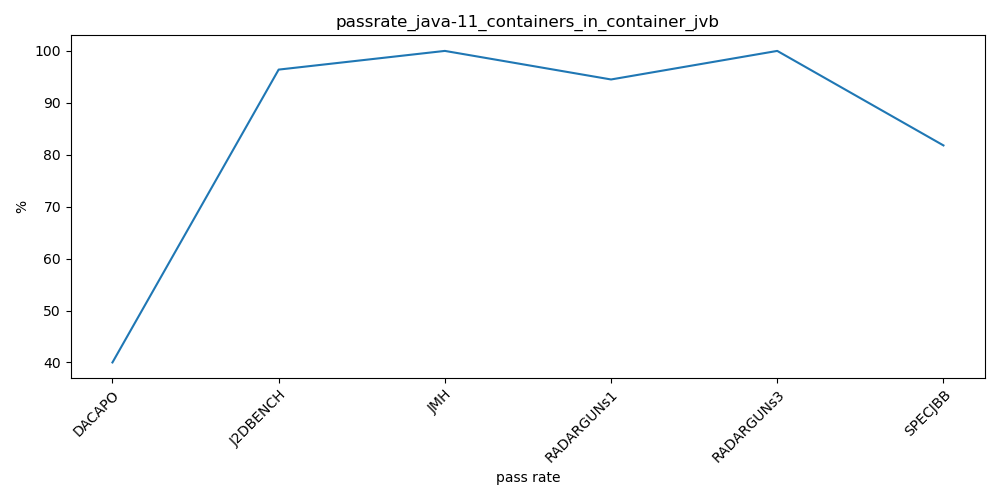 passrate_java-11_containers_in_container_jvb
100
90
80
70
60
50
40
%
DACAPO
J2DBENCH
JMH
RADARGUNs1
RADARGUNs3
SPECJBB
pass rate